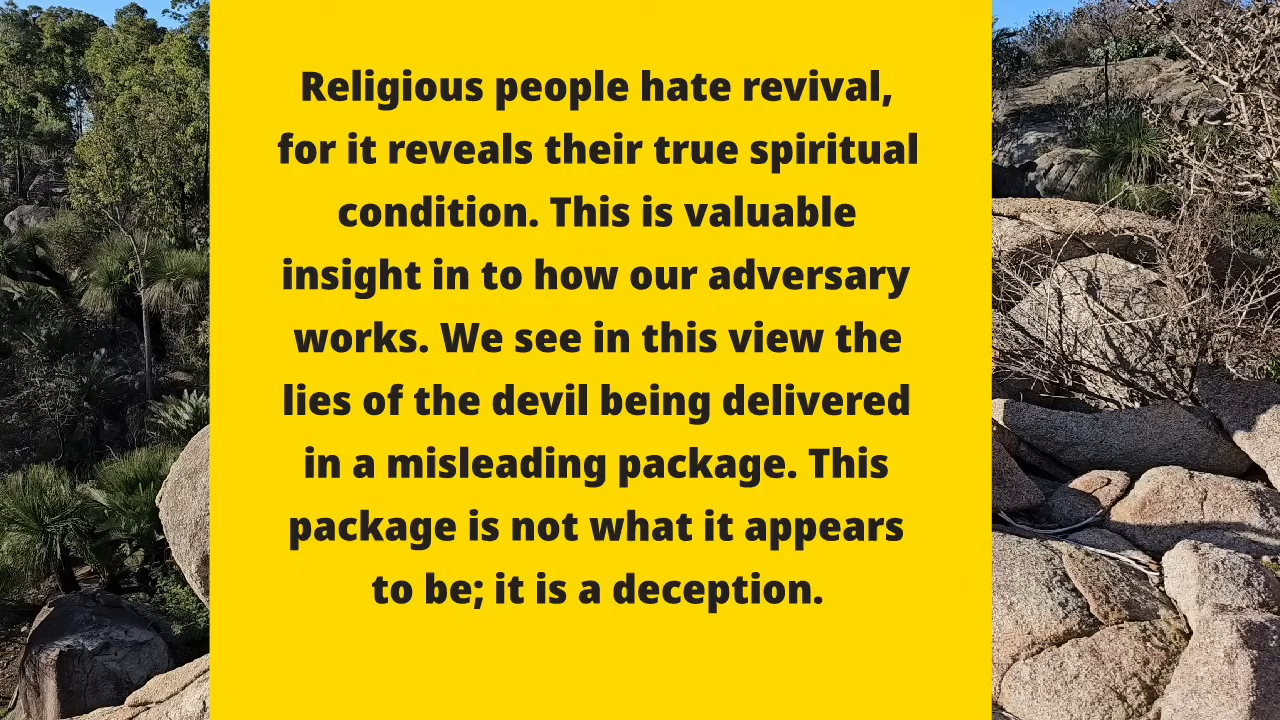 Religious people hate revival,
for it reveals their true spiritual
condition. This is valuable
insight in to how our adversary
works. We see in this view the
lies of the devil being delivered
in a misleading package. This
package is not what it appears
to be; it is a deception.